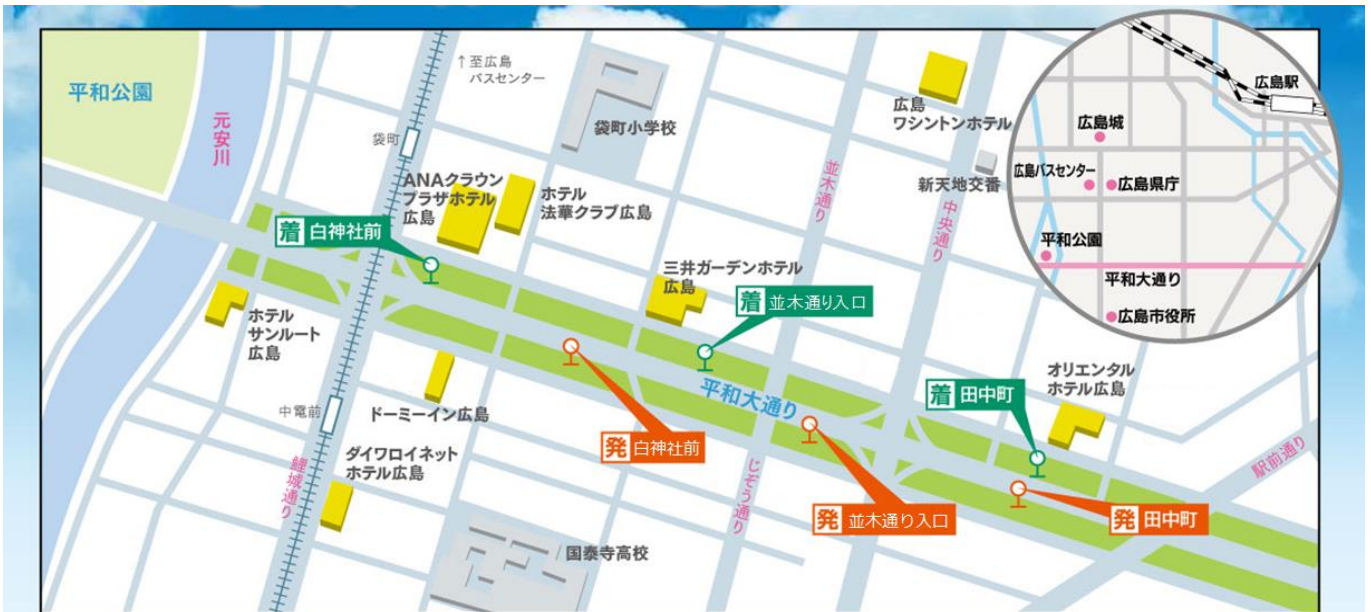 平和公園
元安川
↑至広島
バスセンター
袋町
袋町小学校
ANAクラウン
プラザホテル
広島
ホテル
法華クラブ広島
着 白神社前
ホテル
サンルート
広島
三井ガーデンホテル
広島
着 並木通り入口
並木通り
広島
ワシントンホテル
新天地交番
中央通り
中電前
ドーミーイン広島
ダイワロイネット
ホテル広島
鯉城通り
発 白神社前
平和大通り
着 田中町
オリエンタル
ホテル広島
じぞう通り
発 並木通り入口
発 田中町
駅前通り
国泰寺高校
広島駅
広島城
広島バスセンター
広島県庁
平和公園
平和大通り
広島市役所